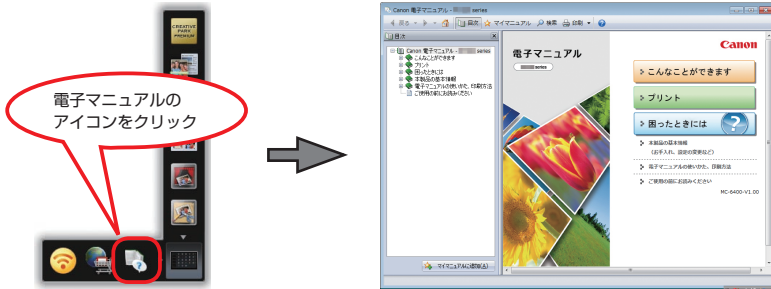 CREATIVE
PARK
PREMIUM
電子マニュアルの
アイコンをクリック
Canon 電子マニュアル - series
戻る
目次
マイマニュアル
検索
印刷
目次
Canon 電子マニュアル - series
こんなことができます
プリント
困ったときには
本製品の基本情報
電子マニュアルの使いかた、印刷方法
ご使用の前にお読みください
マイマニュアルに追加(A)
電子マニュアル
series
Canon
こんなことができます
プリント
困ったときには
本製品の基本情報
(お手入れ、設定の変更など)
電子マニュアルの使いかた、印刷方法
ご使用の前にお読みください
MC-6400-V1.00